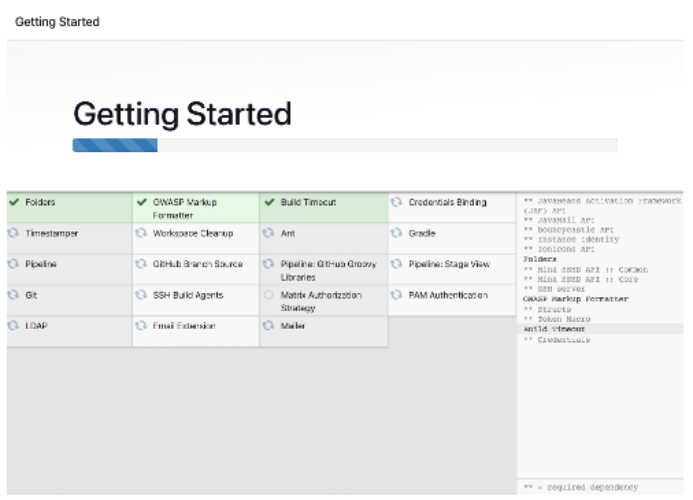 Getting Started
Getting Started
Folders
OWASP Markup
Formatter
Build Timeout
Credentials Binding
Timestamper
Workspace Cleanup
Ant
Gradle
Pipeline
GitHub Branch Source
Pipeline: GitHub Groovy
Libraries
Pipeline: Stage View
Git
SSH Build Agents
Matrix Authorization
Strategy
PAM Authentication
LDAP
Email Extension
Mailer
** JavaBeans Activation Framework
(JAF) API
** JavaMail API
** bouncycastle API
** Instance Identity
** Ionicons API
Folders
** Mina SSHD API :: Common
** Mina SSHD API :: Core
** SSH server
OWASP Markup Formatter
** Structs
** Token Macro
Build Timeout
** Credentials
** - required dependency